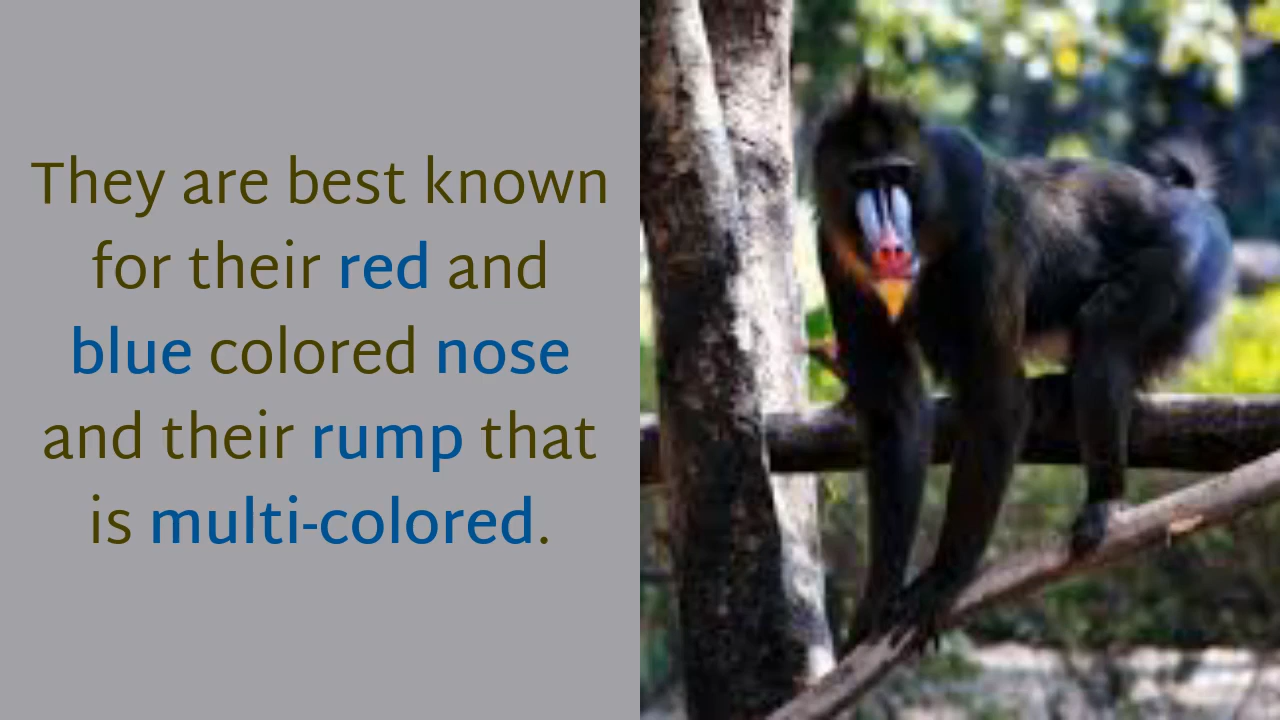 They are best known
for their red and
blue colored nose
and their rump that
is multi-colored.